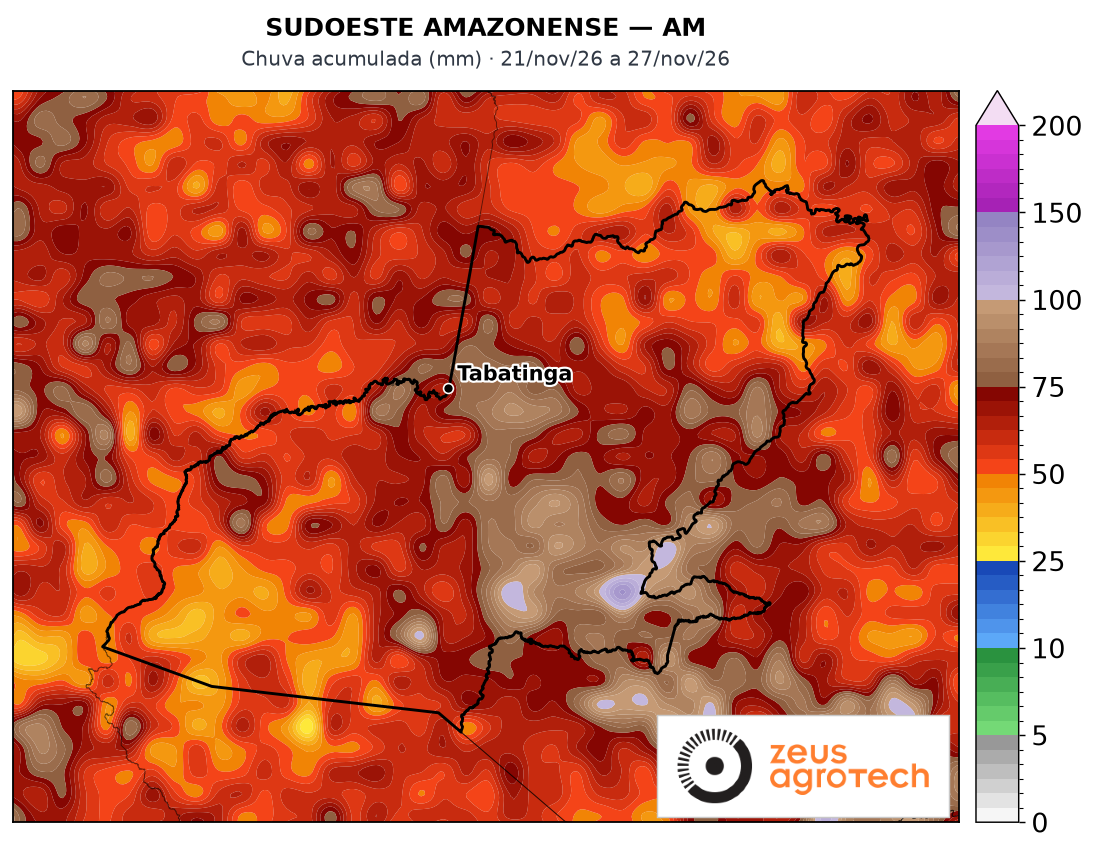 SUDOESTE AMAZONENSE — AM
Chuva acumulada (mm) · 21/nov/26 a 27/nov/26
Tabatinga
200
150
100
75
50
25
10
5
0
zeus
agrotech